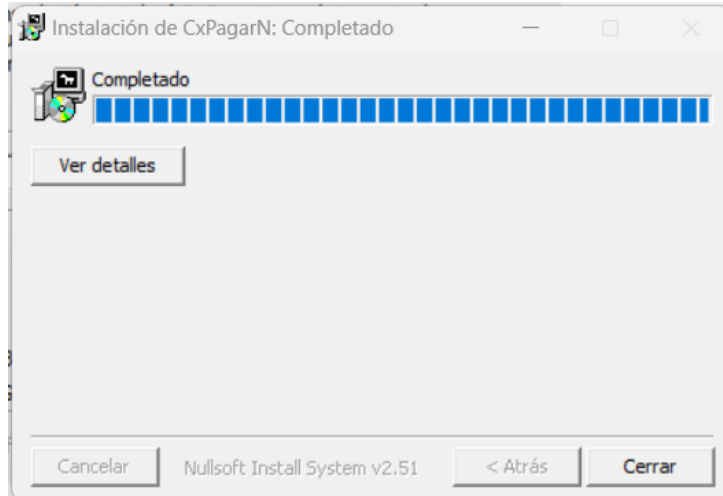 Instalación de CxPagarN: Completado
Completado
Ver detalles
Cancelar
Nullsoft Install System v2.51
< Atrás
Cerrar